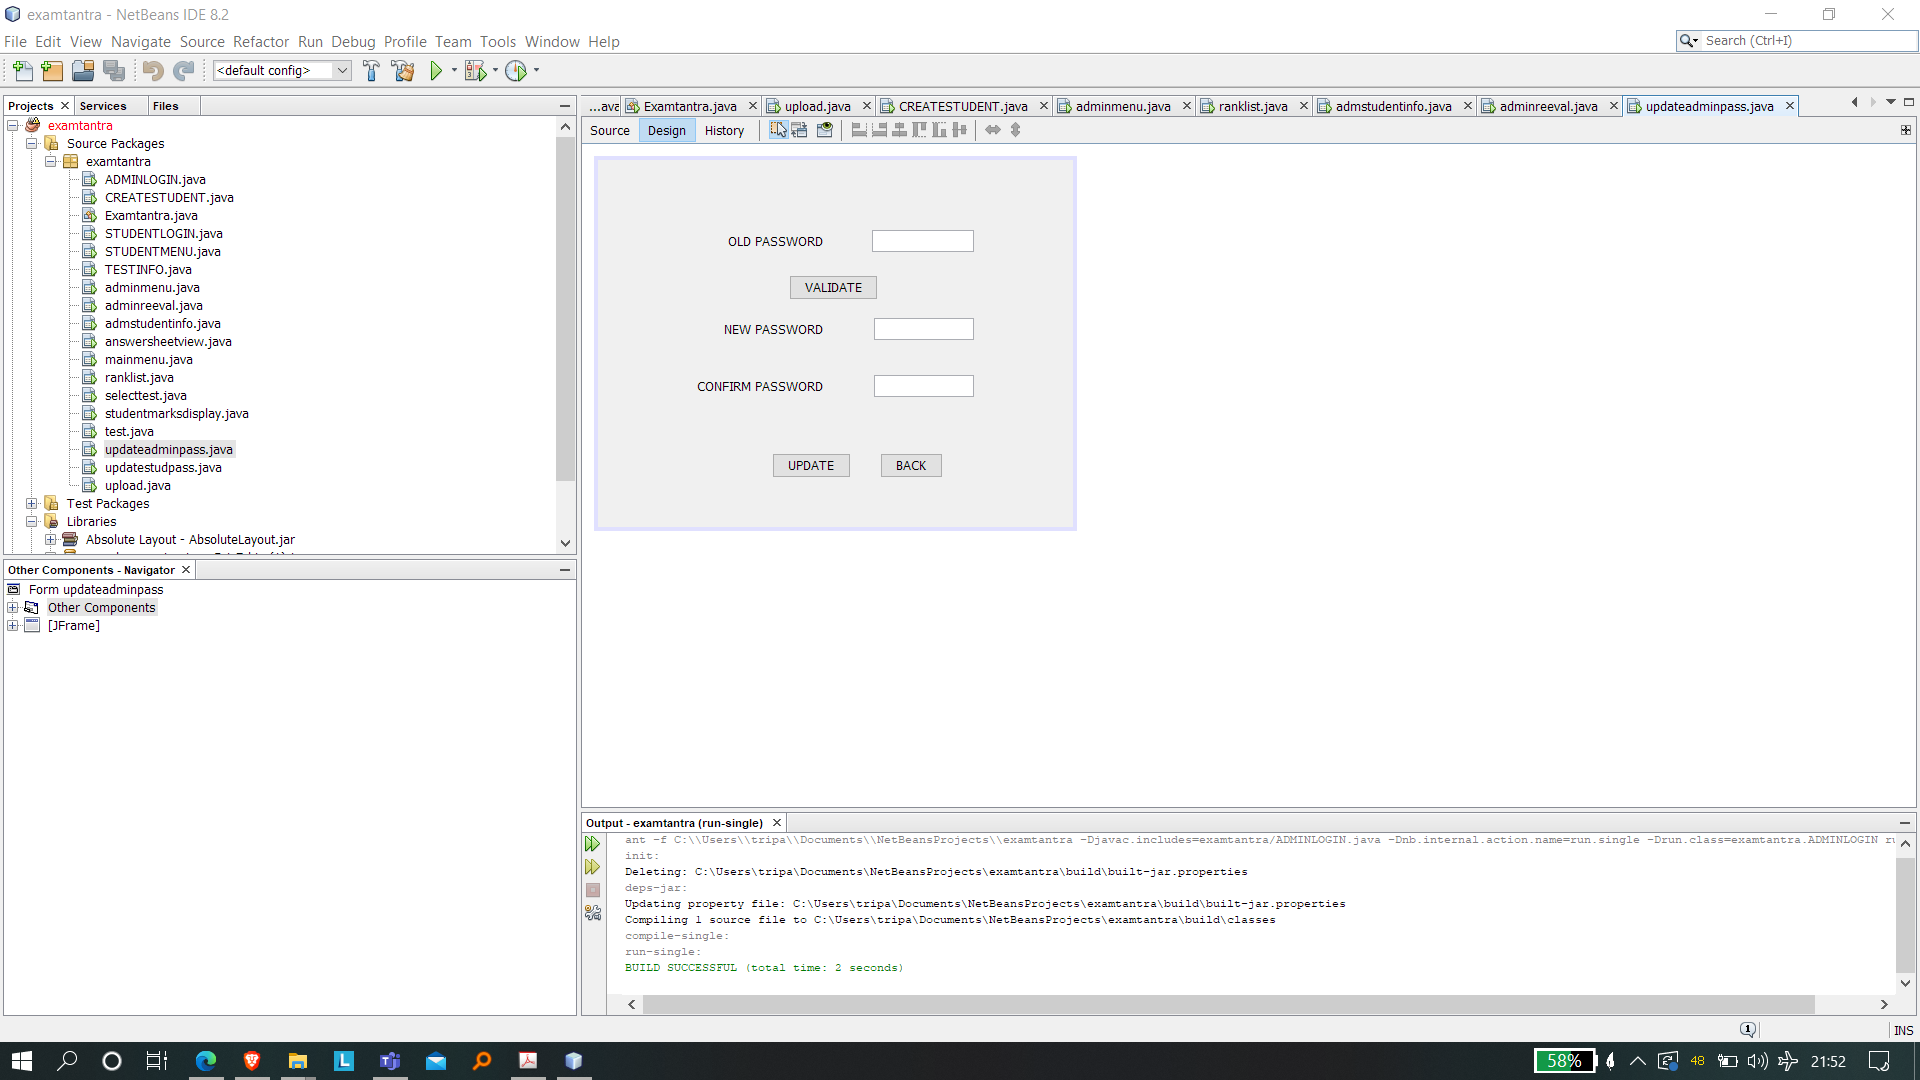 examtantra - NetBeans IDE 8.2
File Edit View Navigate Source Refactor Run Debug Profile Team Tools Window Help
Search (Ctrl+I)
<default config>
Projects Services Files
...ava Examtantra.java upload.java CREATESTUDENT.java adminmenu.java ranklist.java admstudentinfo.java adminreeval.java updateadminpass.java
Source Design History
examtantra
Source Packages
examtantra
ADMINLOGIN.java
CREATESTUDENT.java
Examtantra.java
STUDENTLOGIN.java
STUDENTMENU.java
TESTINFO.java
adminmenu.java
adminreeval.java
admstudentinfo.java
answersheetview.java
mainmenu.java
ranklist.java
selecttest.java
studentmarksdisplay.java
test.java
updateadminpass.java
updatestudpass.java
upload.java
Test Packages
Libraries
Absolute Layout - AbsoluteLayout.jar
OLD PASSWORD
VALIDATE
NEW PASSWORD
CONFIRM PASSWORD
UPDATE BACK
Other Components - Navigator
Form updateadminpass
Other Components
[JFrame]
Output - examtantra (run-single)
ant -f C:\\Users\\tripa\\Documents\\NetBeansProjects\\examtantra -Djavac.includes=examtantra/ADMINLOGIN.java -Dnb.internal.action.name=run.single -Drun.class=examtantra.ADMINLOGIN
init:
Deleting: C:\Users\tripa\Documents\NetBeansProjects\examtantra\build\built-jar.properties
deps-jar:
Updating property file: C:\Users\tripa\Documents\NetBeansProjects\examtantra\build\built-jar.properties
Compiling 1 source file to C:\Users\tripa\Documents\NetBeansProjects\examtantra\build\classes
compile-single:
run-single:
BUILD SUCCESSFUL (total time: 2 seconds)
1
INS
58% 48 21:52